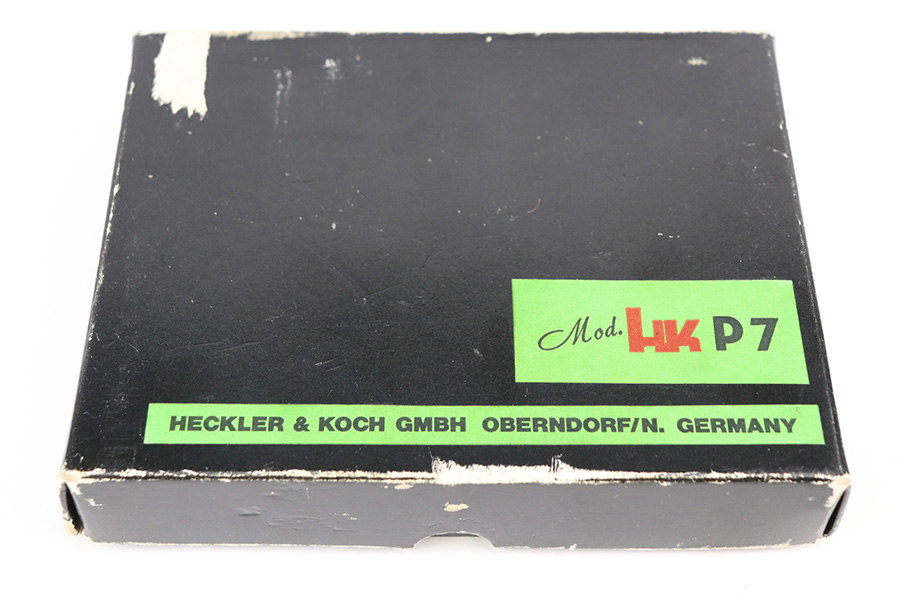 Mod. HK P7
HECKLER & KOCH GMBH OBERNDORF/N. GERMANY